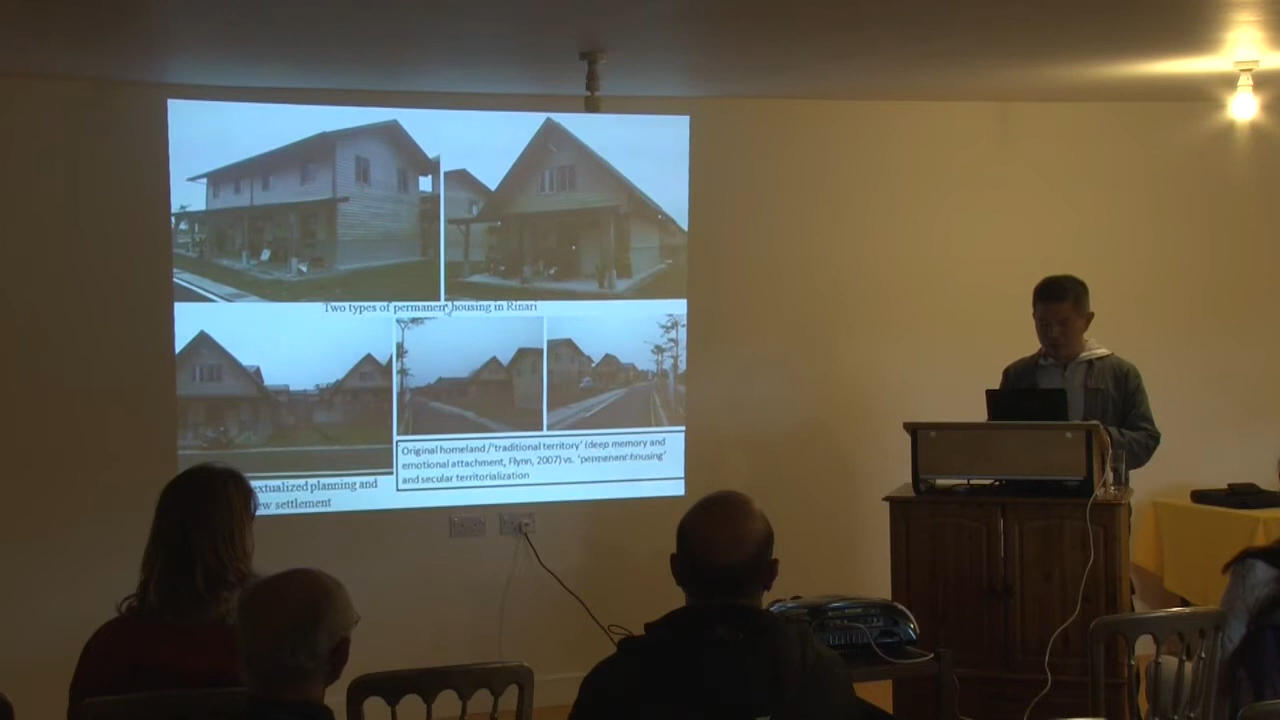 Two types of permanent housing in Rinari
Original homeland /'traditional territory' (deep memory and
emotional attachment, Flynn, 2007) vs. 'permanent housing'
and secular territorialization
extualized planning and
ew settlement